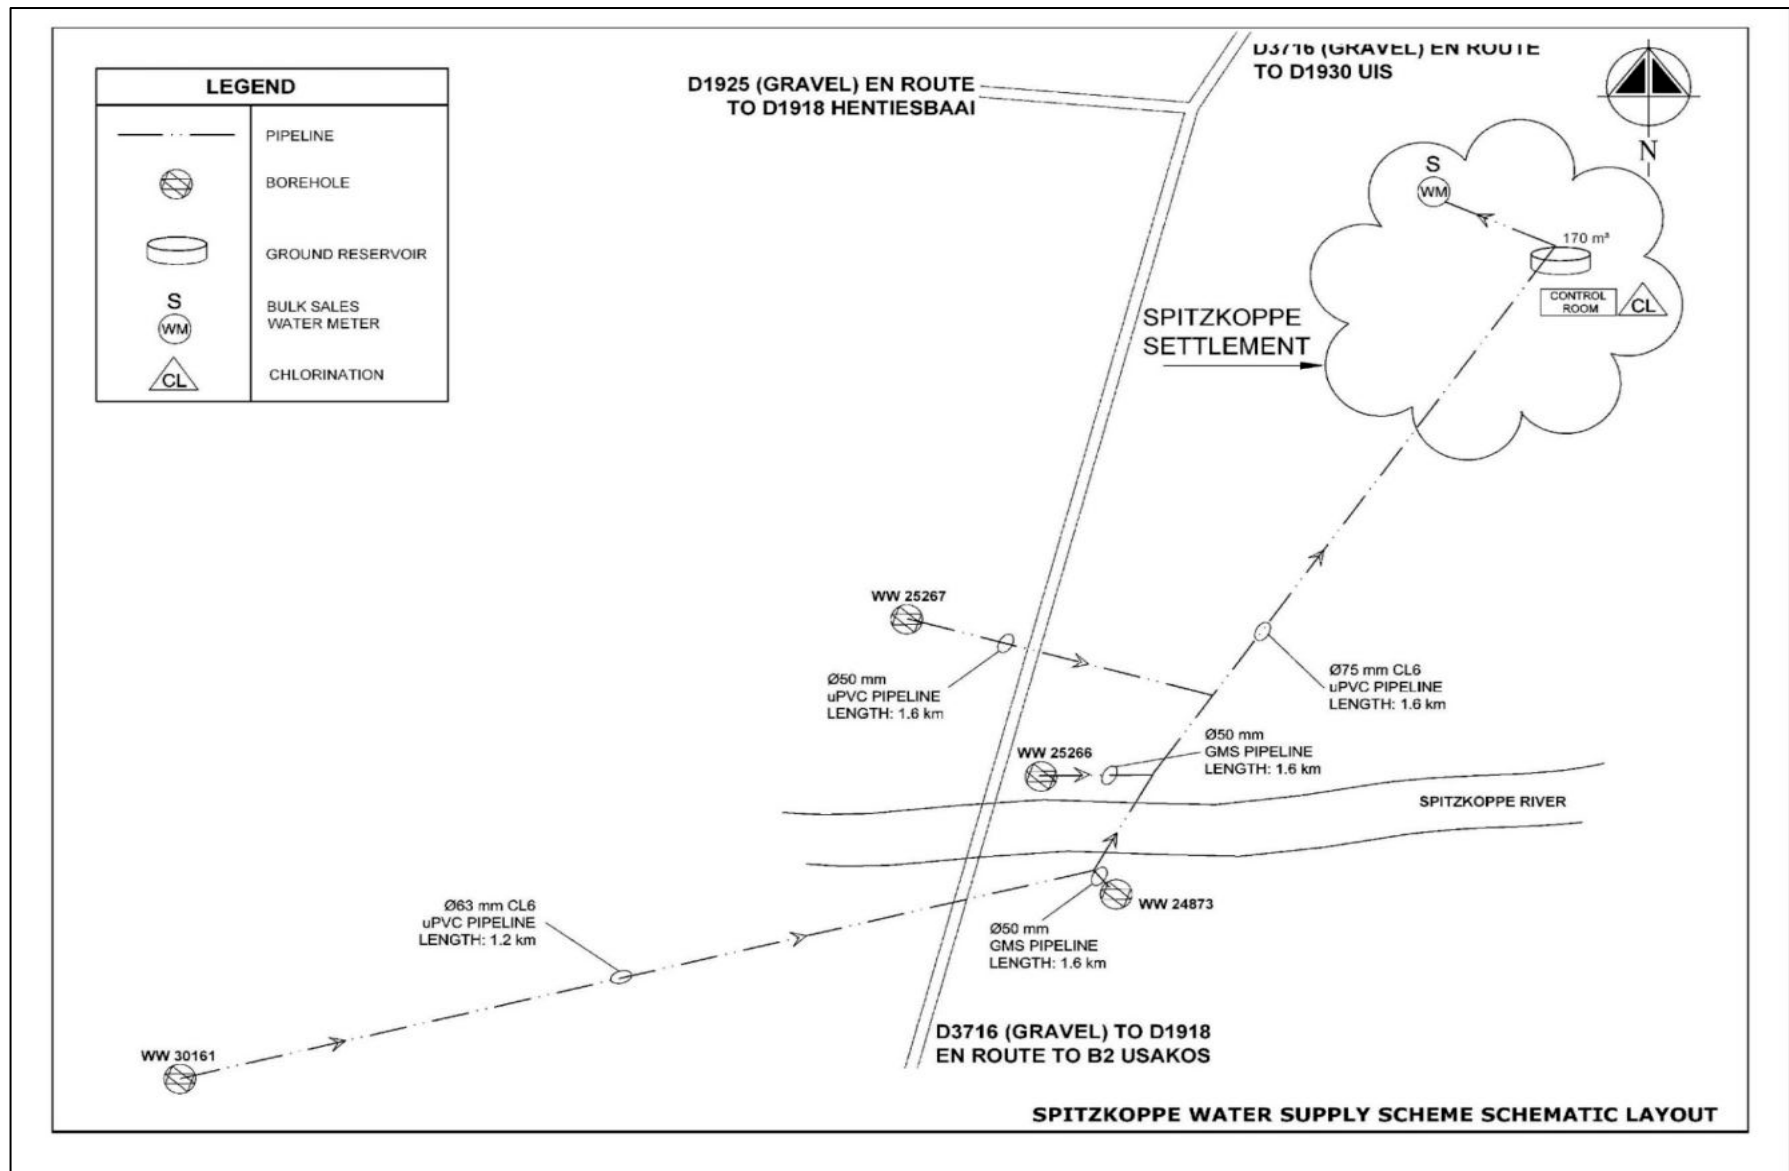 D1925 (GRAVEL) EN ROUTE
TO D1918 HENTIESBAAI
D3716 (GRAVEL) EN ROUTE
TO D1930 UIS
N
LEGEND
PIPELINE
BOREHOLE
GROUND RESERVOIR
S
WM
BULK SALES
WATER METER
CL
CHLORINATION
S
WM
170 m³
CONTROL
ROOM
CL
SPITZKOPPE
SETTLEMENT
WW 25267
Ø50 mm
uPVC PIPELINE
LENGTH: 1.6 km
Ø75 mm CL6
uPVC PIPELINE
LENGTH: 1.6 km
WW 25266
Ø50 mm
GMS PIPELINE
LENGTH: 1.6 km
SPITZKOPPE RIVER
WW 24873
Ø50 mm
GMS PIPELINE
LENGTH: 1.6 km
Ø63 mm CL6
uPVC PIPELINE
LENGTH: 1.2 km
WW 30161
D3716 (GRAVEL) TO D1918
EN ROUTE TO B2 USAKOS
SPITZKOPPE WATER SUPPLY SCHEME SCHEMATIC LAYOUT